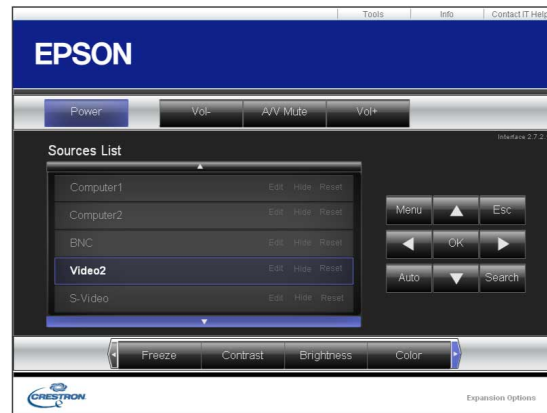 Tools Info Contact IT Help
EPSON
Power Vol- A/V Mute Vol+
Interface 2.7.2.
Sources List
Computer1 Edit Hide Reset
Computer2 Edit Hide Reset
BNC Edit Hide Reset
Video2 Edit Hide Reset
S-Video Edit Hide Reset
Menu Esc
OK
Auto Search
Freeze Contrast Brightness Color
CRESTRON
Expansion Options